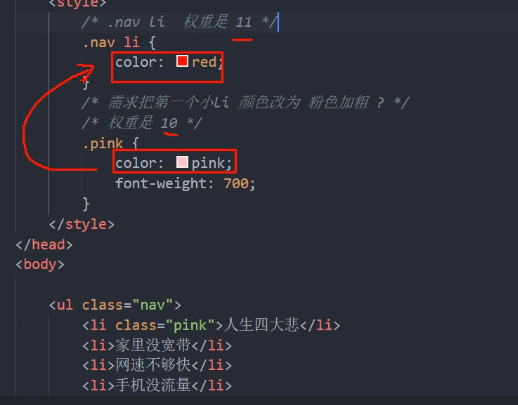 <style>
/* .nav li 权重是 11 */
.nav li {
color: red;
}
/* 需求把第一个小li 颜色改为 粉色加粗 ? */
/* 权重是 10 */
.pink {
color: pink;
font-weight: 700;
}
</style>
</head>
<body>
<ul class="nav">
<li class="pink">人生四大悲</li>
<li>家里没宽带</li>
<li>网速不够快</li>
<li>手机没流量</li>